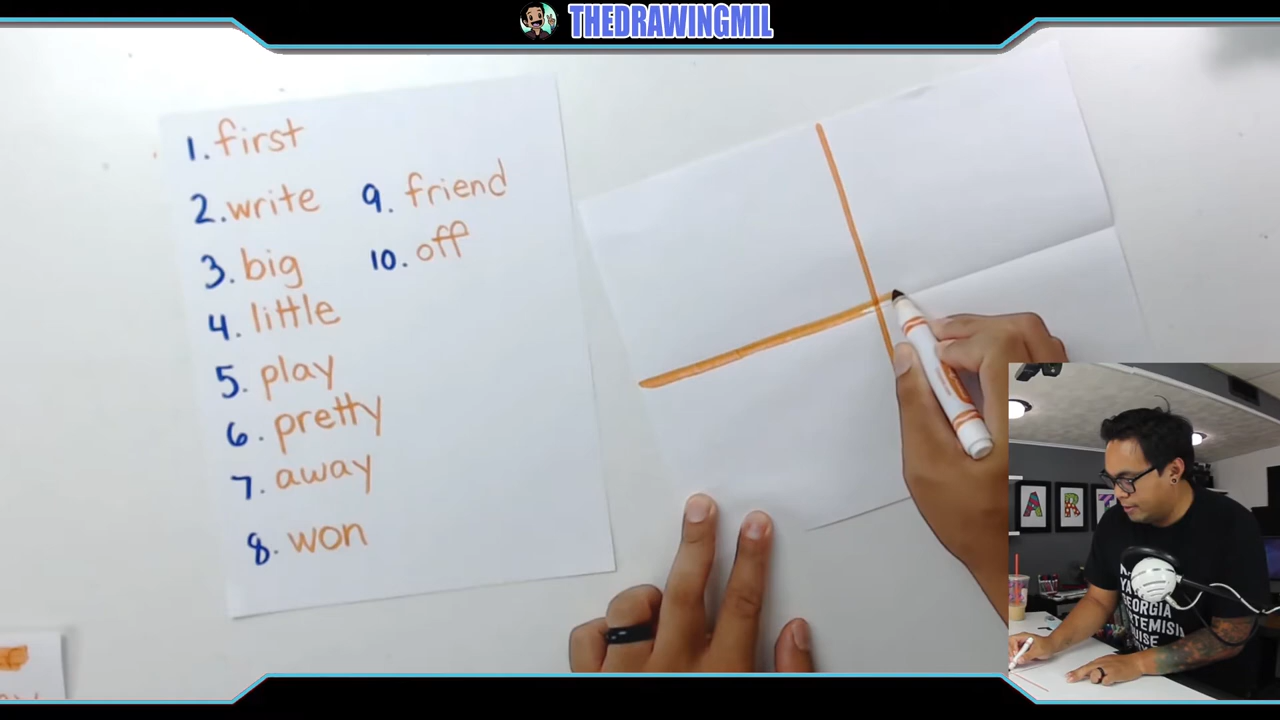 THEDRAWINGMIL
1. first
2. write
3. big
4. little
5. play
6. pretty
7. away
8. won
9. friend
10. off
A R T
GEORGIA